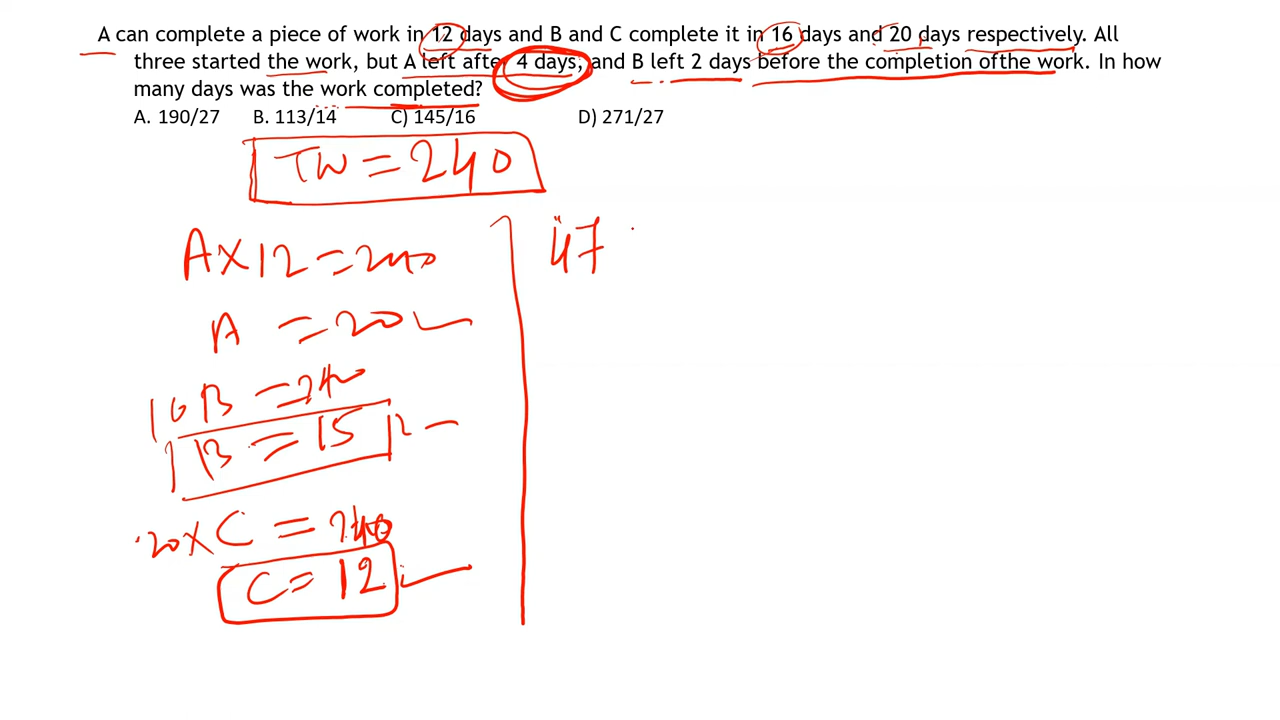 A can complete a piece of work in 12 days and B and C complete it in 16 days and 20 days respectively. All
three started the work, but A left after 4 days, and B left 2 days before the completion ofthe work. In how
many days was the work completed?
A. 190/27 B. 113/14 C) 145/16 D) 271/27
TW = 240
A X 12 = 240
A = 20
16B = 240
B = 15
20 X C = 240
C = 12
47